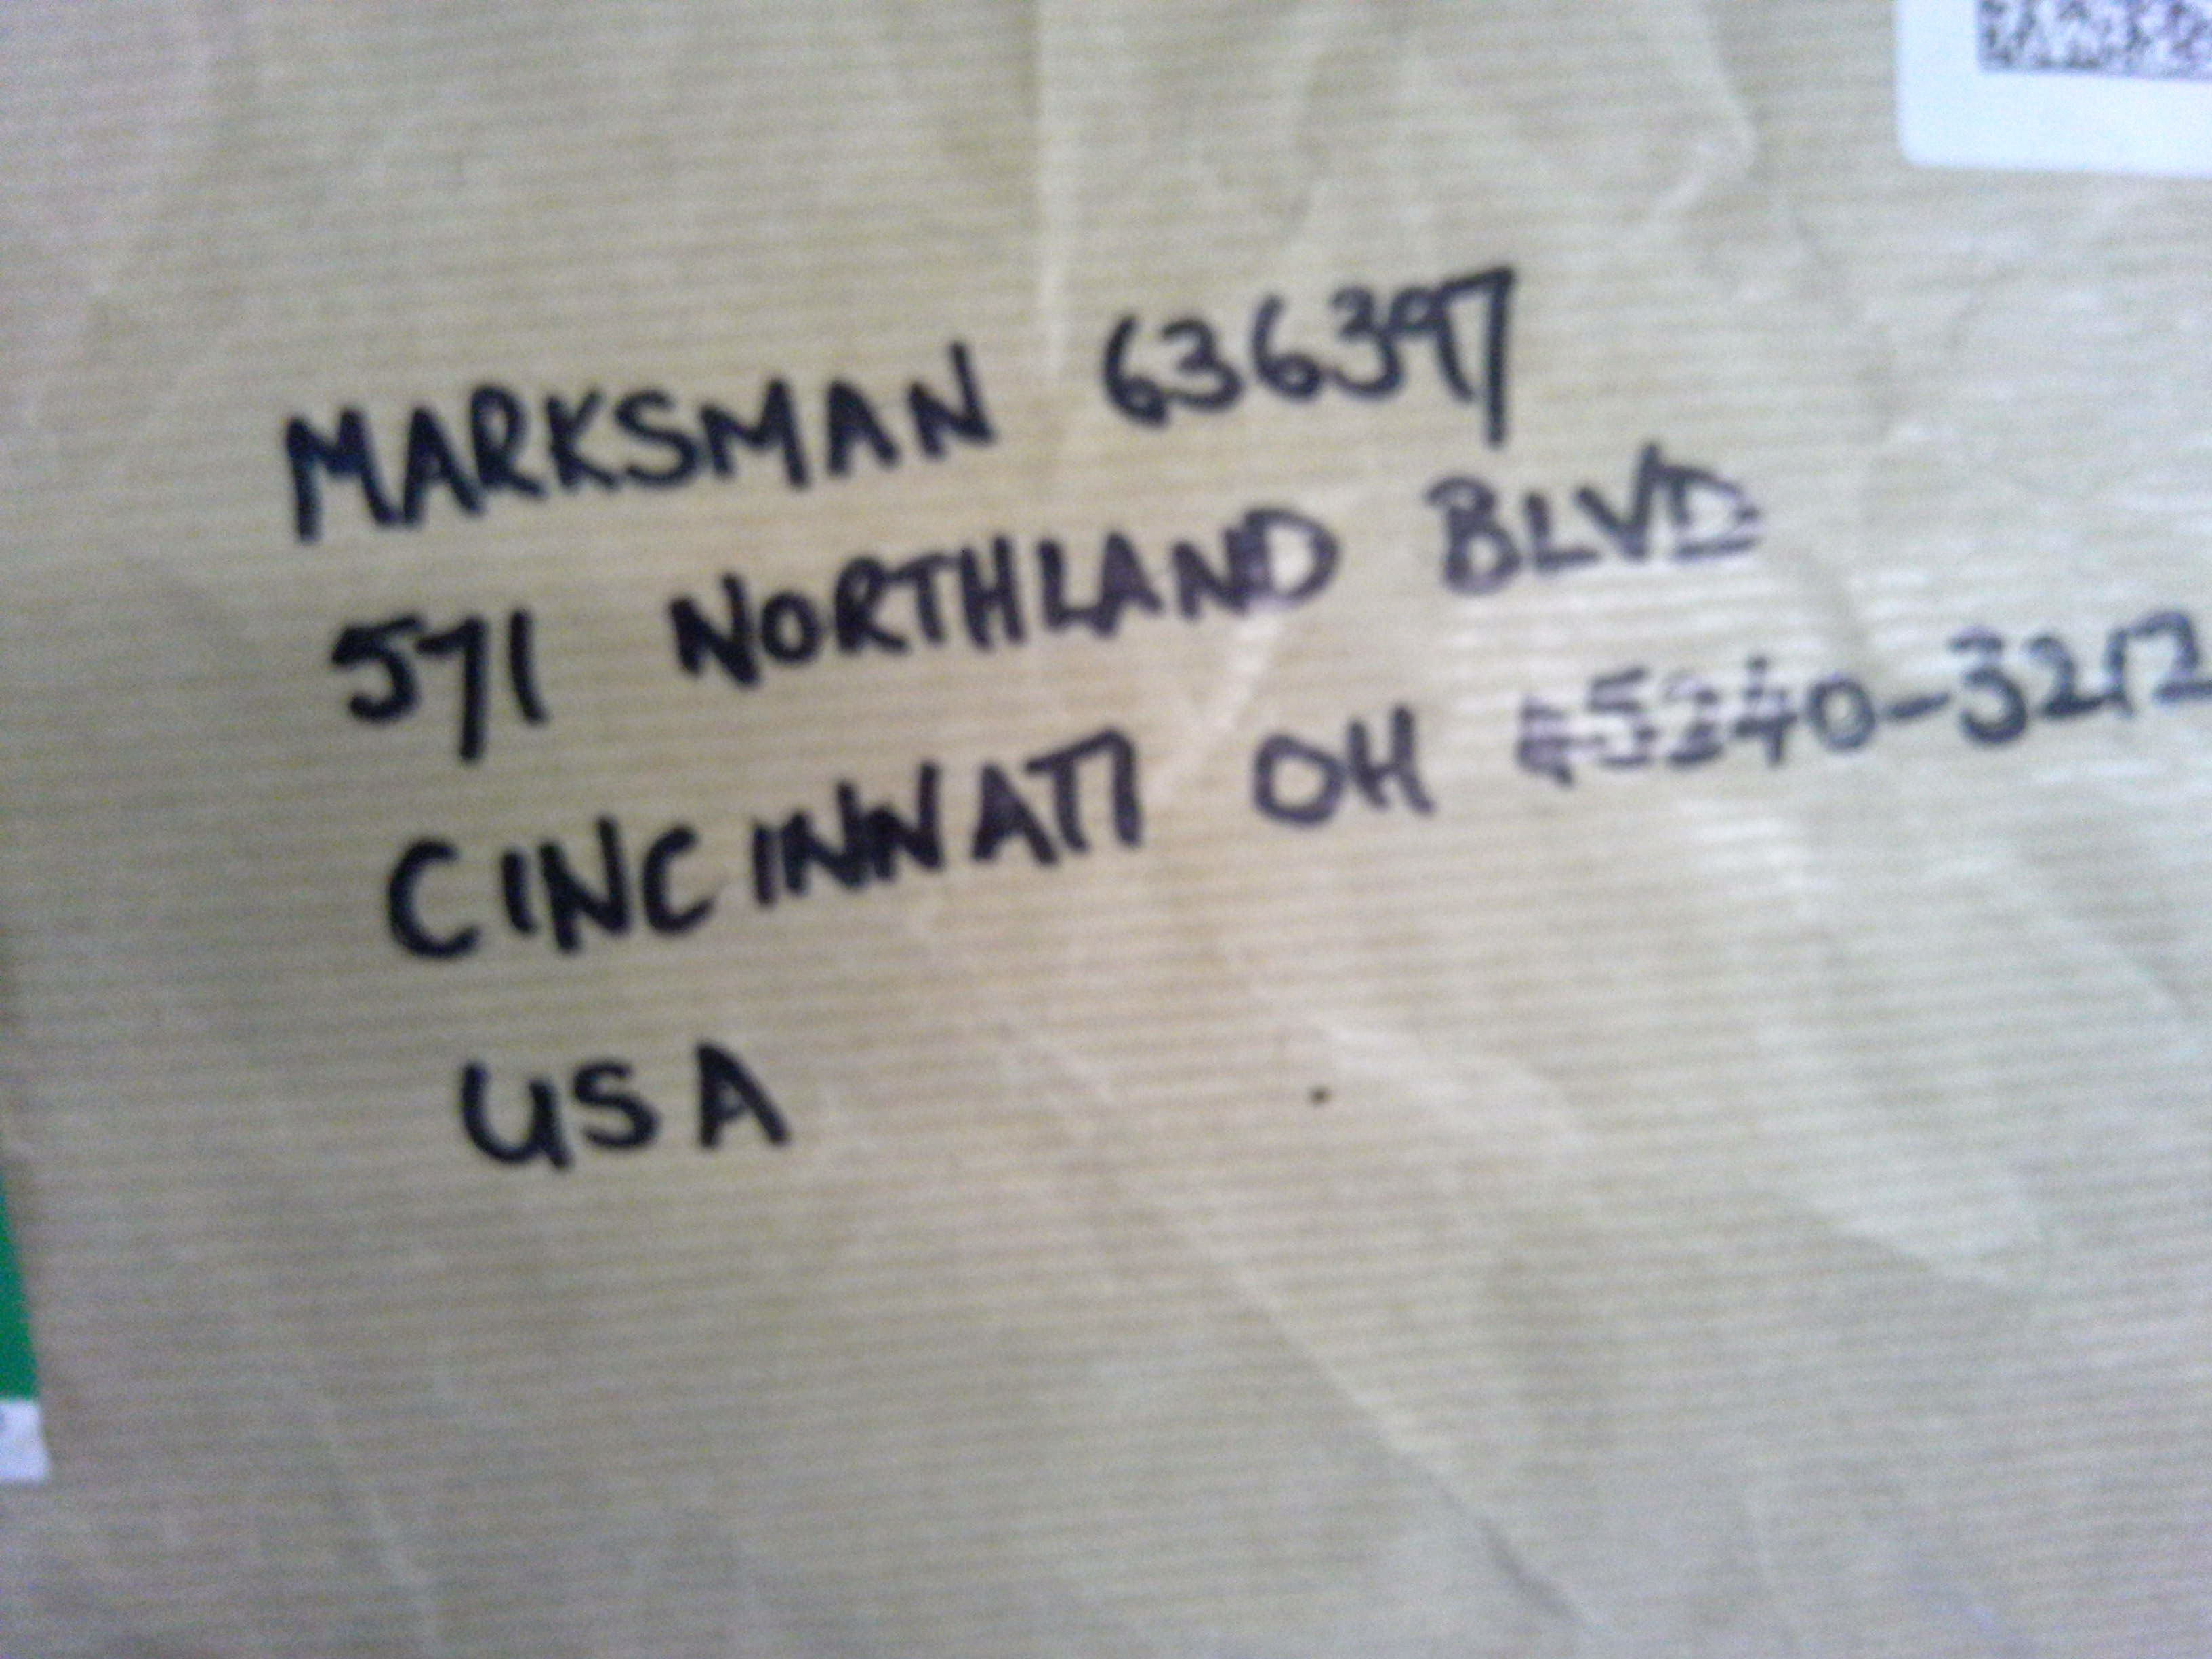 MARKSMAN 636397
571 NORTHLAND BLVD
CINCINNATI OH 45240-3212
USA